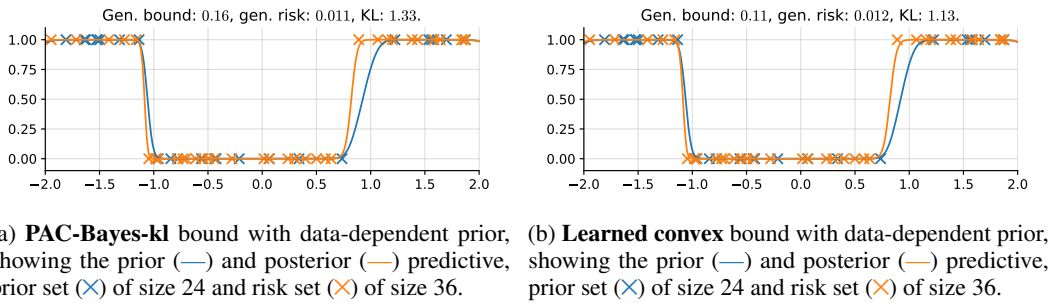 Gen. bound: 0.16, gen. risk: 0.011, KL: 1.33.
1.00
0.75
0.50
0.25
0.00
−2.0 −1.5 −1.0 −0.5 0.0 0.5 1.0 1.5 2.0
a) PAC-Bayes-kl bound with data-dependent prior,
howing the prior (—) and posterior (—) predictive,
rior set (×) of size 24 and risk set (×) of size 36.
Gen. bound: 0.11, gen. risk: 0.012, KL: 1.13.
1.00
0.75
0.50
0.25
0.00
−2.0 −1.5 −1.0 −0.5 0.0 0.5 1.0 1.5 2.0
(b) Learned convex bound with data-dependent prior,
showing the prior (—) and posterior (—) predictive,
prior set (×) of size 24 and risk set (×) of size 36.